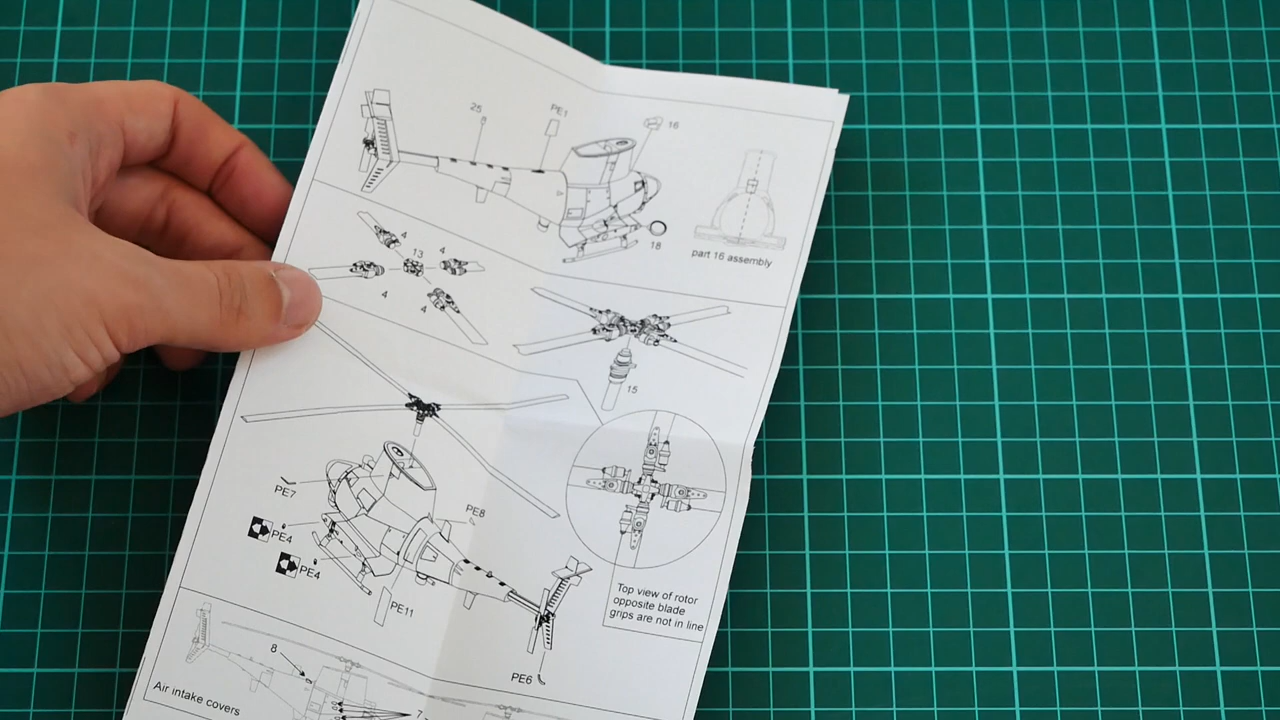 25
PE1
16
18
part 16 assembly
4
13
4
4
4
15
PE7
PE8
PE4
PE4
PE11
PE6
Top view of rotor
opposite blade
grips are not in line
8
7
Air intake covers